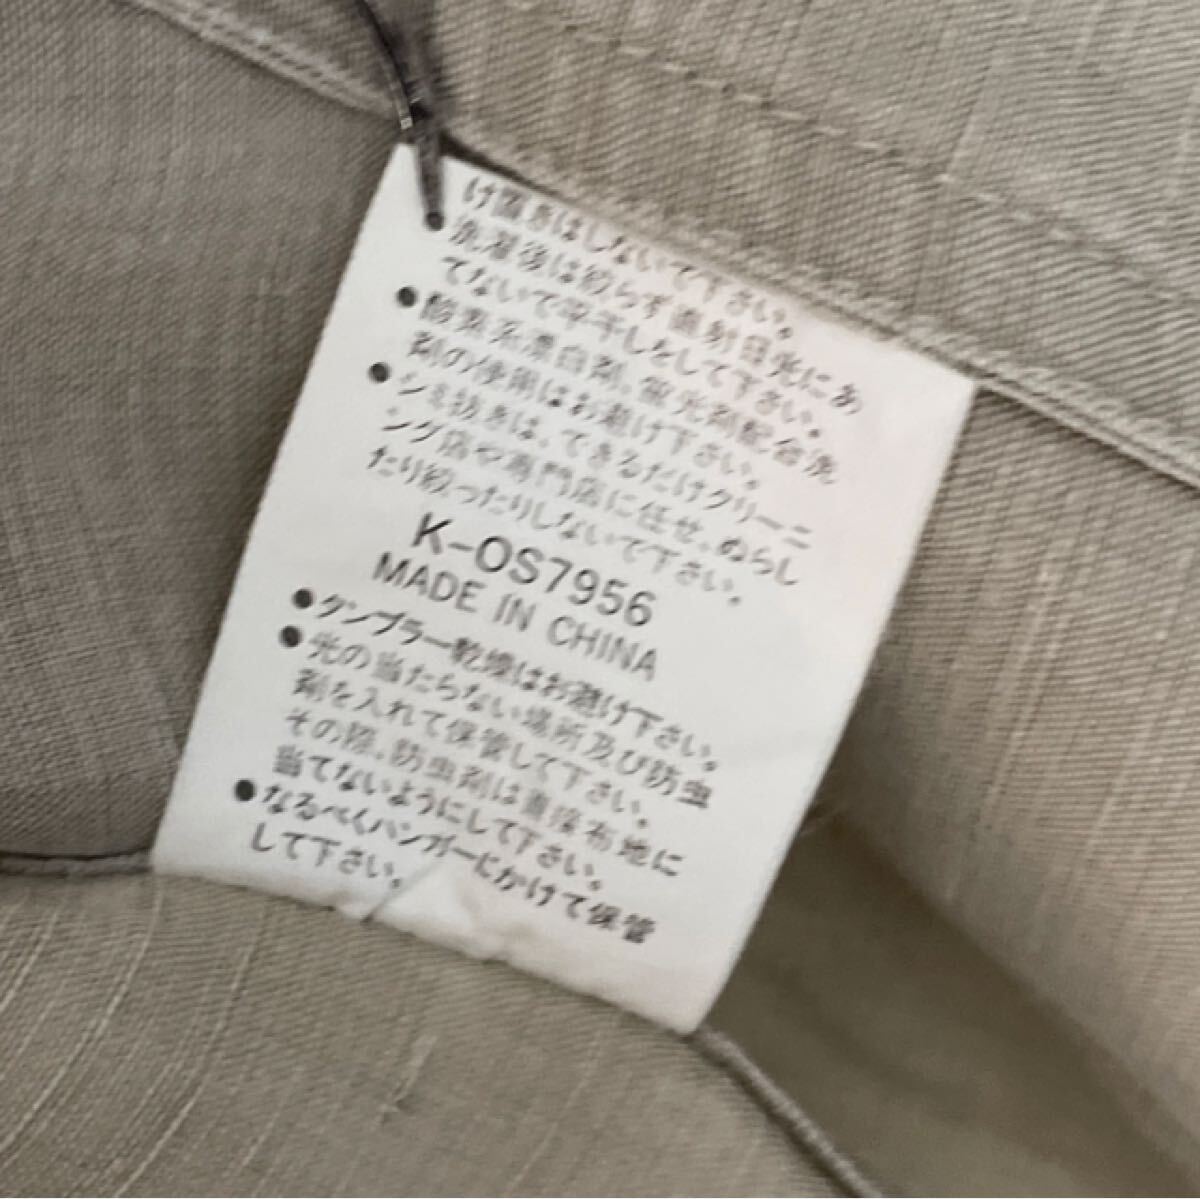 け置きはしないで下さい。
●洗濯後は絞らず直射日光にあ
てないで平干しをして下さい。
●酸素系漂白剤、蛍光剤配合洗
剤の使用はお避け下さい。
●シミ抜きは、できるだけクリーニ
ング店や専門店に任せ、ぬらし
たり絞ったりしないで下さい。
K-OS7956
MADE IN CHINA
●タンブラー乾燥はお避け下さい。
●光の当たらない場所及び防虫
剤を入れて保管して下さい。
その際、防虫剤は直接布地に
当てないようにして下さい。
●なるべくハンガーにかけて保管
して下さい。